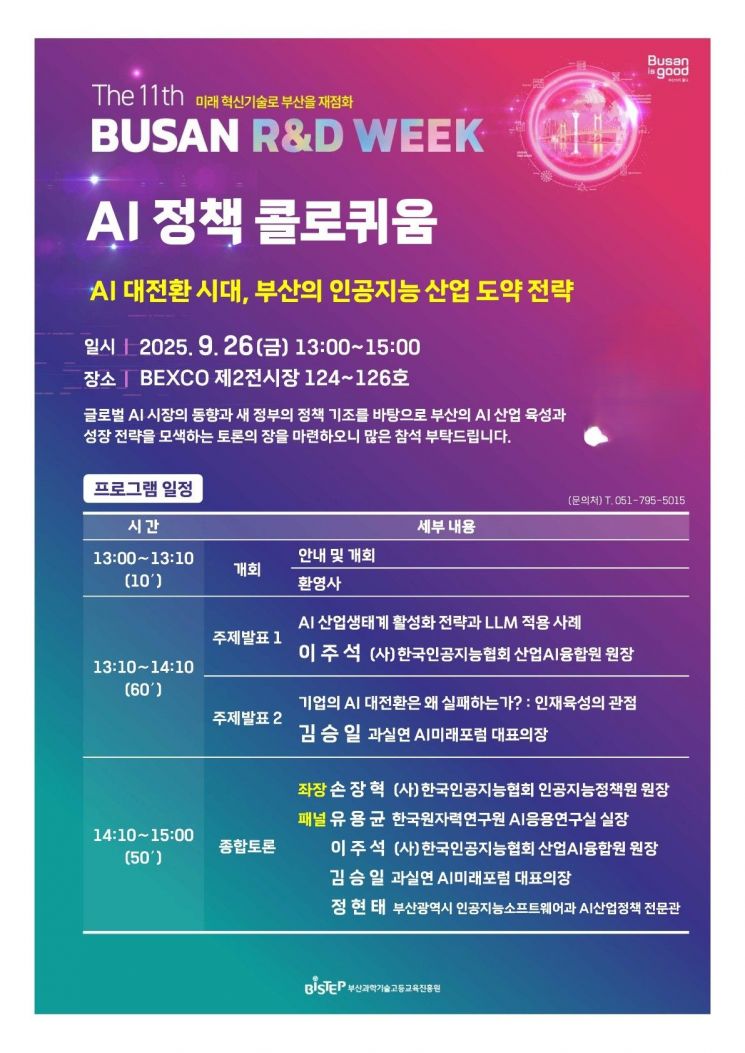 Busan
is good
부산이라 좋다
The 11th 미래 혁신기술로 부산을 재점화
BUSAN R&D WEEK
AI 정책 콜로퀴움
AI 대전환 시대, 부산의 인공지능 산업 도약 전략
일시 | 2025. 9. 26(금) 13:00~15:00
장소 | BEXCO 제2전시장 124~126호
글로벌 AI 시장의 동향과 새 정부의 정책 기조를 바탕으로 부산의 AI 산업 육성과
성장 전략을 모색하는 토론의 장을 마련하오니 많은 참석 부탁드립니다.
프로그램 일정
(문의처) T. 051-795-5015
시 간 세부 내용
13:00~13:10
(10′)
개회
안내 및 개회
환영사
13:10~14:10
(60′)
주제발표 1
AI 산업생태계 활성화 전략과 LLM 적용 사례
이 주 석 (사)한국인공지능협회 산업AI융합원 원장
주제발표 2
기업의 AI 대전환은 왜 실패하는가? : 인재육성의 관점
김 승 일 과실연 AI미래포럼 대표의장
14:10~15:00
(50′)
종합토론
좌장 손 장 혁 (사)한국인공지능협회 인공지능정책원 원장
패널 유 용 균 한국원자력연구원 AI응용연구실 실장
이 주 석 (사)한국인공지능협회 산업AI융합원 원장
김 승 일 과실연 AI미래포럼 대표의장
정 현 태 부산광역시 인공지능소프트웨어과 AI산업정책 전문관
BISTEP 부산과학기술고등교육진흥원